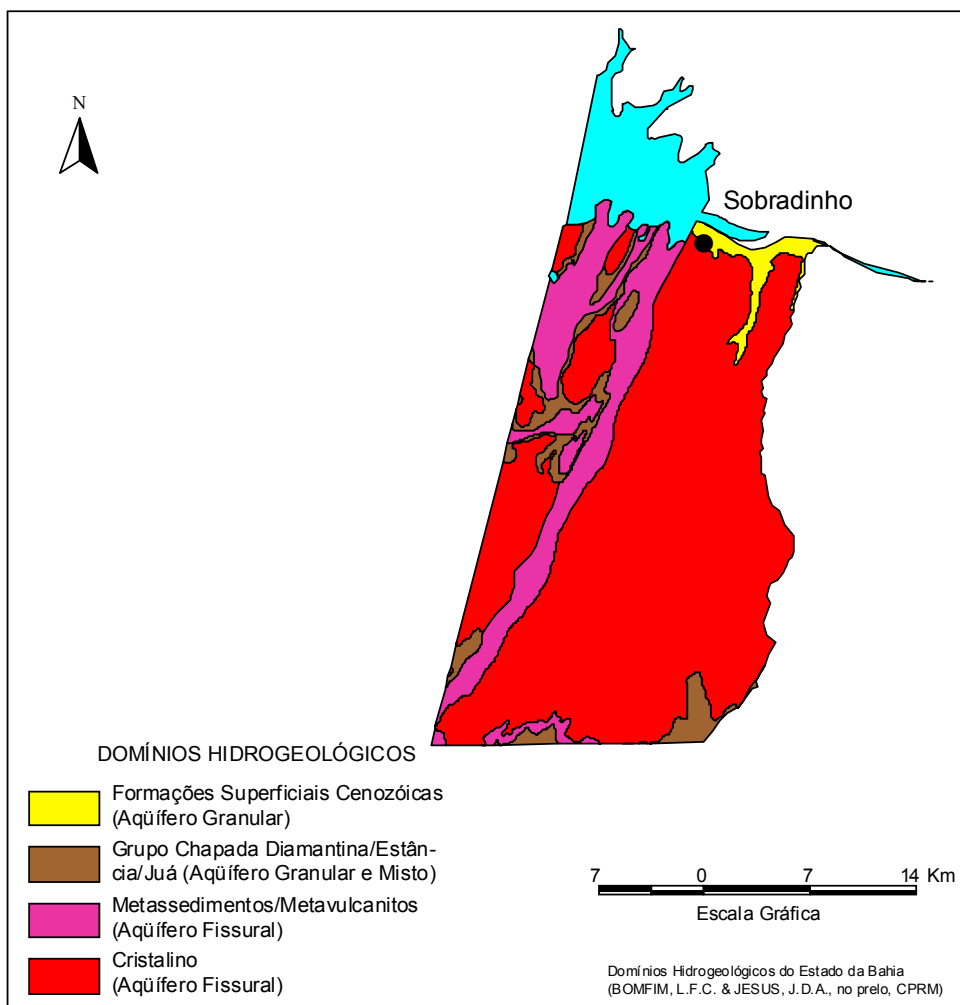 N
Sobradinho
DOMÍNIOS HIDROGEOLÓGICOS
Formações Superficiais Cenozóicas
(Aqüífero Granular)
Grupo Chapada Diamantina/Estân-
cia/Juá (Aqüífero Granular e Misto)
Metassedimentos/Metavulcanitos
(Aqüífero Fissural)
Cristalino
(Aqüífero Fissural)
7 0 7 14 Km
Escala Gráfica
Domínios Hidrogeológicos do Estado da Bahia
(BOMFIM, L.F.C. & JESUS, J.D.A., no prelo, CPRM)